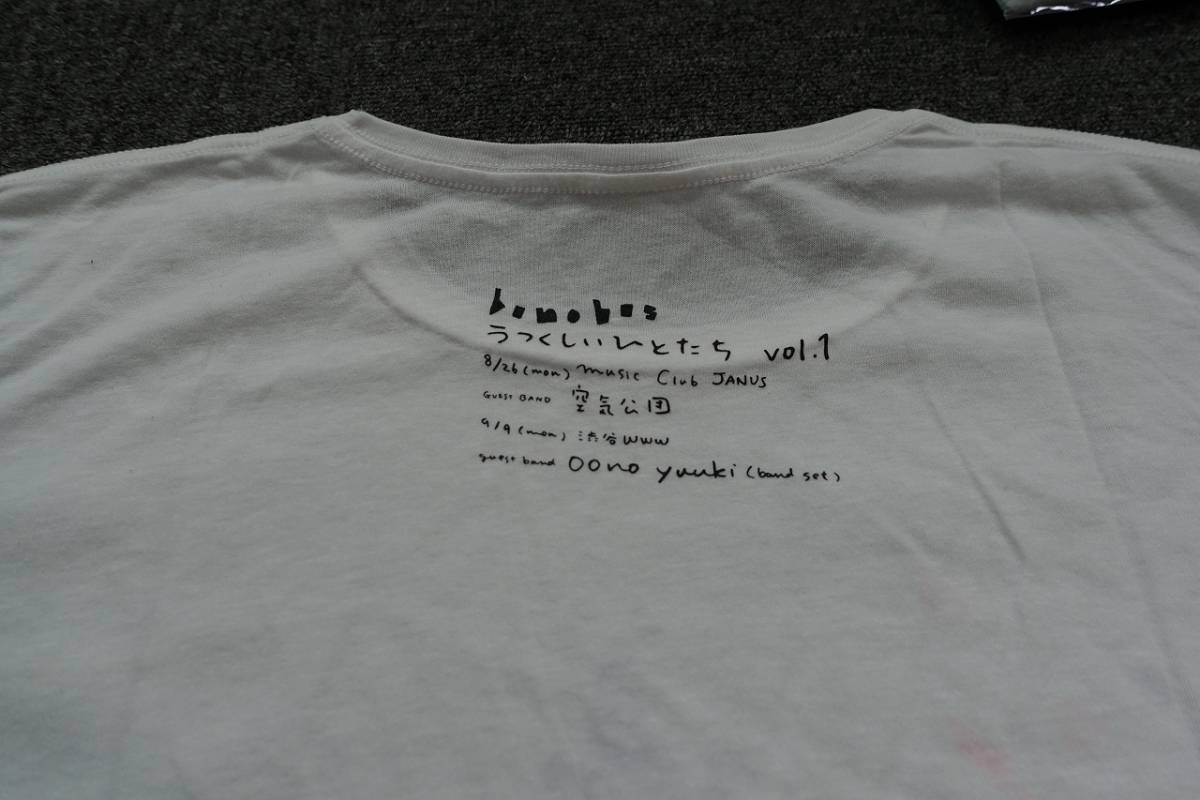 bonobos
うつくしいひとたち vol.1
8/26(mon) music Club JANUS
GUEST BAND 空気公団
9/9(mon) 渋谷WWW
guest band Oono yuuki (band set)